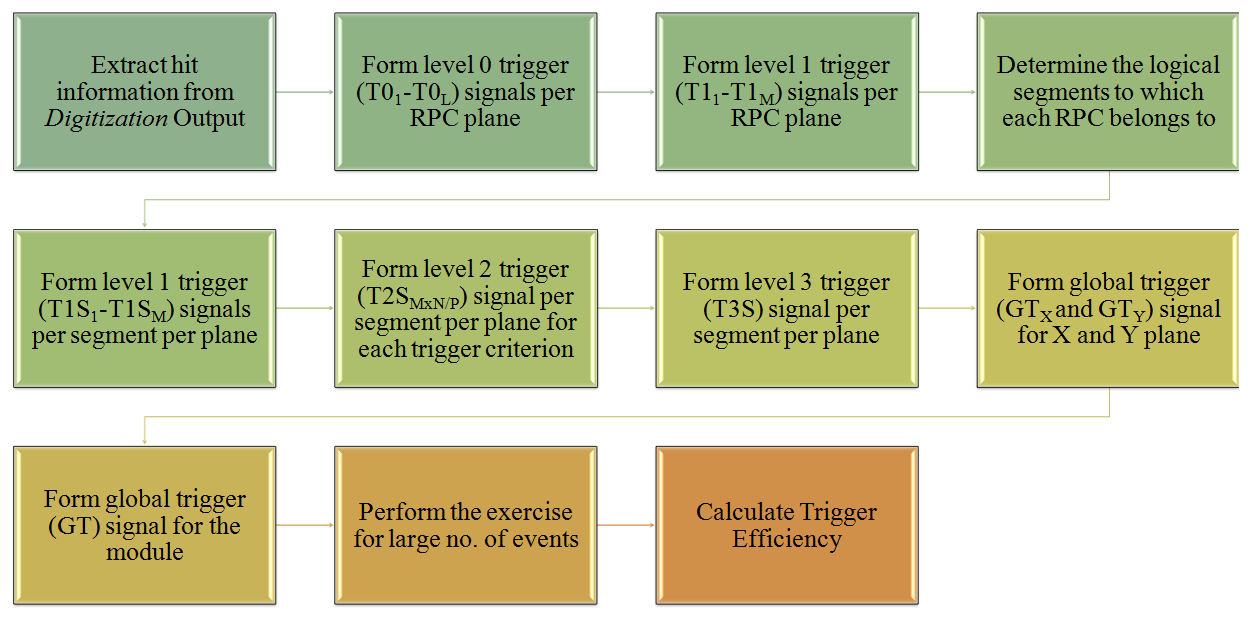 Extract hit
information from
Digitization Output
Form level 0 trigger
(T0₁-T0L) signals per
RPC plane
Form level 1 trigger
(T1₁-T1M) signals per
RPC plane
Determine the logical
segments to which
each RPC belongs to
Form level 1 trigger
(T1S₁-T1SM) signals
per segment per plane
Form level 2 trigger
(T2SMxN/P) signal per
segment per plane for
each trigger criterion
Form level 3 trigger
(T3S) signal per
segment per plane
Form global trigger
(GTX and GTY) signal
for X and Y plane
Form global trigger
(GT) signal for the
module
Perform the exercise
for large no. of events
Calculate Trigger
Efficiency